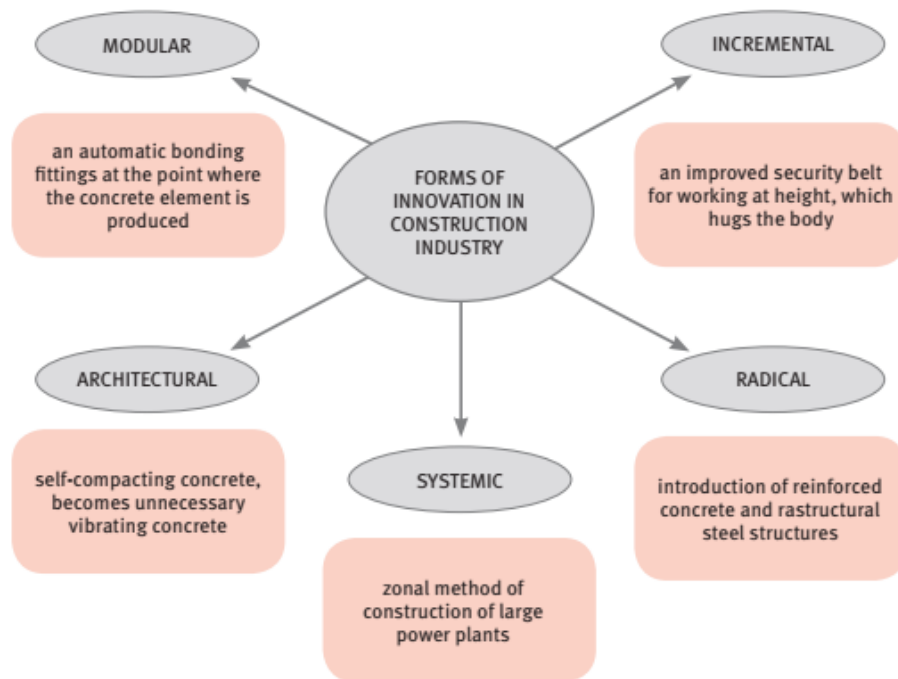 MODULAR
INCREMENTAL
an automatic bonding
fittings at the point where
the concrete element is
produced
FORMS OF
INNOVATION IN
CONSTRUCTION
INDUSTRY
an improved security belt
for working at height, which
hugs the body
ARCHITECTURAL
RADICAL
self-compacting concrete,
becomes unnecessary
vibrating concrete
SYSTEMIC
introduction of reinforced
concrete and rastructural
steel structures
zonal method of
construction of large
power plants